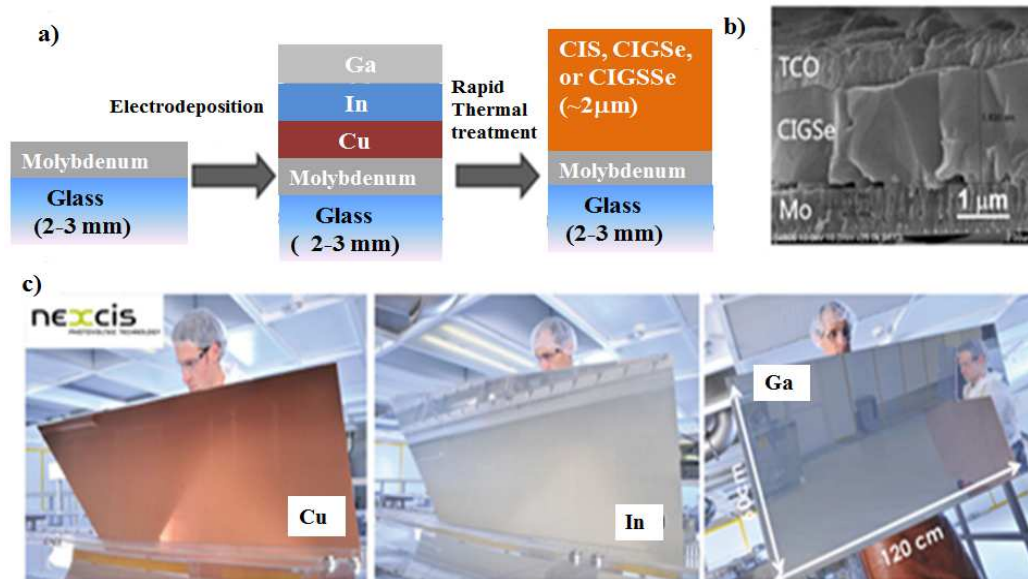 a)
Electrodeposition
Molybdenum
Glass
(2-3 mm)
Ga
In
Cu
Molybdenum
Glass
( 2-3 mm)
Rapid
Thermal
treatment
CIS, CIGSe,
or CIGSSe
(~2μm)
Molybdenum
Glass
(2-3 mm)
b)
TCO
CIGSe
Mo
1 μm
c)
nexcis
PHOTOVOLTAIC TECHNOLOGY
Cu
In
Ga
120 cm